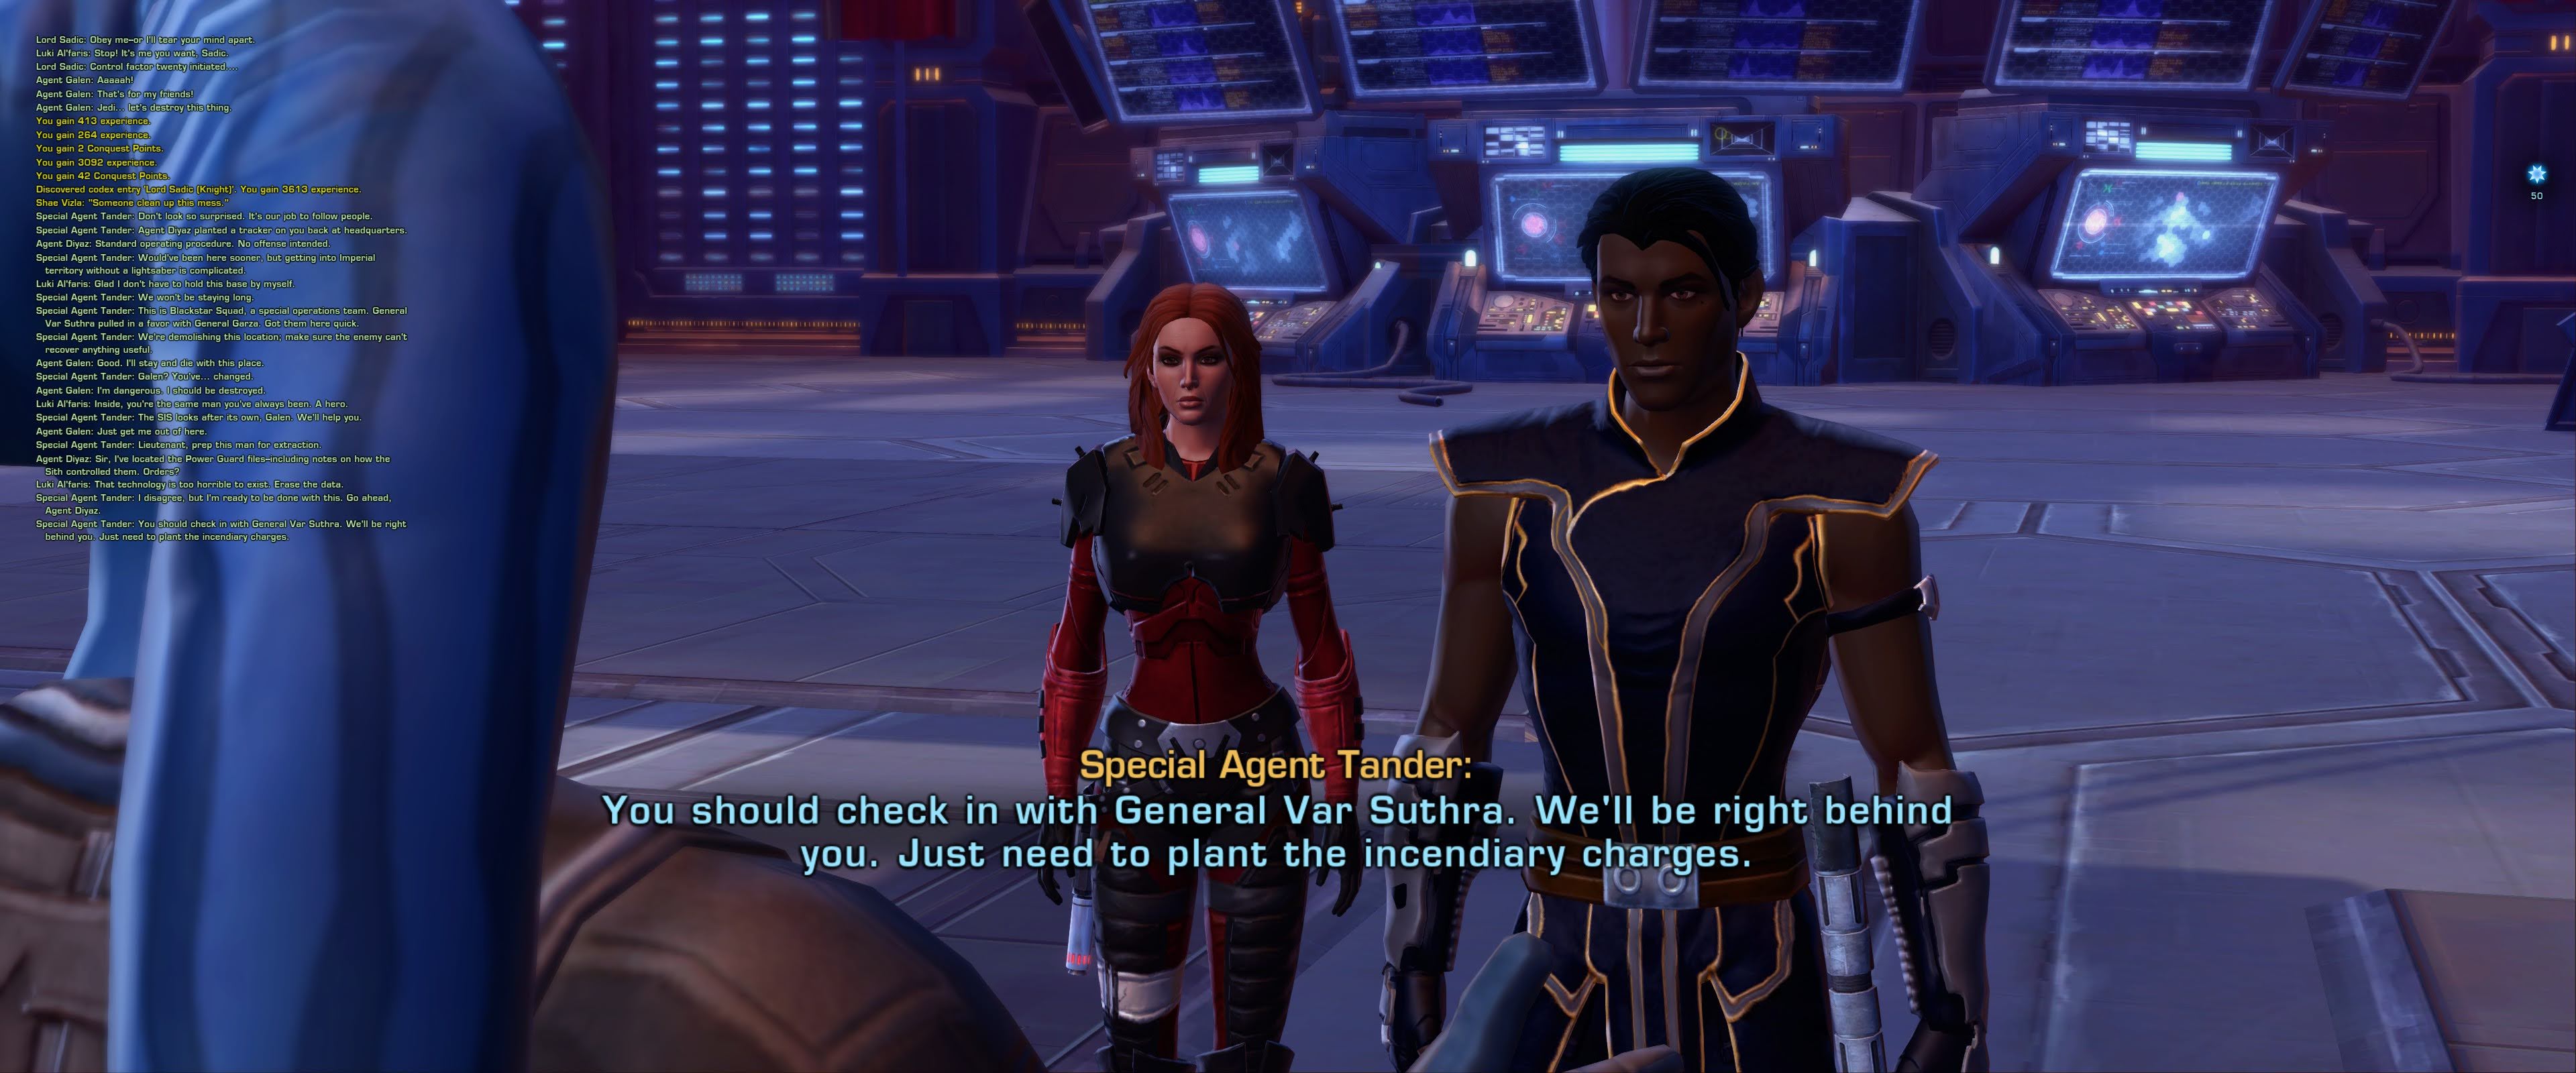 Lord Sadic: Obey me–or I'll tear your mind apart.
Luki Al'faris: Stop! It's me you want, Sadic.
Lord Sadic: Control factor twenty initiated....
Agent Galen: Aaaaah!
Agent Galen: That's for my friends!
Agent Galen: Jedi... let's destroy this thing.
You gain 413 experience.
You gain 264 experience.
You gain 2 Conquest Points.
You gain 3092 experience.
You gain 42 Conquest Points.
Discovered codex entry 'Lord Sadic (Knight)'. You gain 3613 experience.
Shae Vizla: "Someone clean up this mess."
Special Agent Tander: Don't look so surprised. It's our job to follow people.
Special Agent Tander: Agent Diyaz planted a tracker on you back at headquarters.
Agent Diyaz: Standard operating procedure. No offense intended.
Special Agent Tander: Would've been here sooner, but getting into Imperial
territory without a lightsaber is complicated.
Luki Al'faris: Glad I don't have to hold this base by myself.
Special Agent Tander: We won't be staying long.
Special Agent Tander: This is Blackstar Squad, a special operations team. General
Var Suthra pulled in a favor with General Garza. Got them here quick.
Special Agent Tander: We're demolishing this location; make sure the enemy can't
recover anything useful.
Agent Galen: Good. I'll stay and die with this place.
Special Agent Tander: Galen? You've... changed.
Agent Galen: I'm dangerous. I should be destroyed.
Luki Al'faris: Inside, you're the same man you've always been. A hero.
Special Agent Tander: The SIS looks after its own, Galen. We'll help you.
Agent Galen: Just get me out of here.
Special Agent Tander: Lieutenant, prep this man for extraction.
Agent Diyaz: Sir, I've located the Power Guard files–including notes on how the
Sith controlled them. Orders?
Luki Al'faris: That technology is too horrible to exist. Erase the data.
Special Agent Tander: I disagree, but I'm ready to be done with this. Go ahead,
Agent Diyaz.
Special Agent Tander: You should check in with General Var Suthra. We'll be right
behind you. Just need to plant the incendiary charges.
50
Special Agent Tander:
You should check in with General Var Suthra. We'll be right behind
you. Just need to plant the incendiary charges.